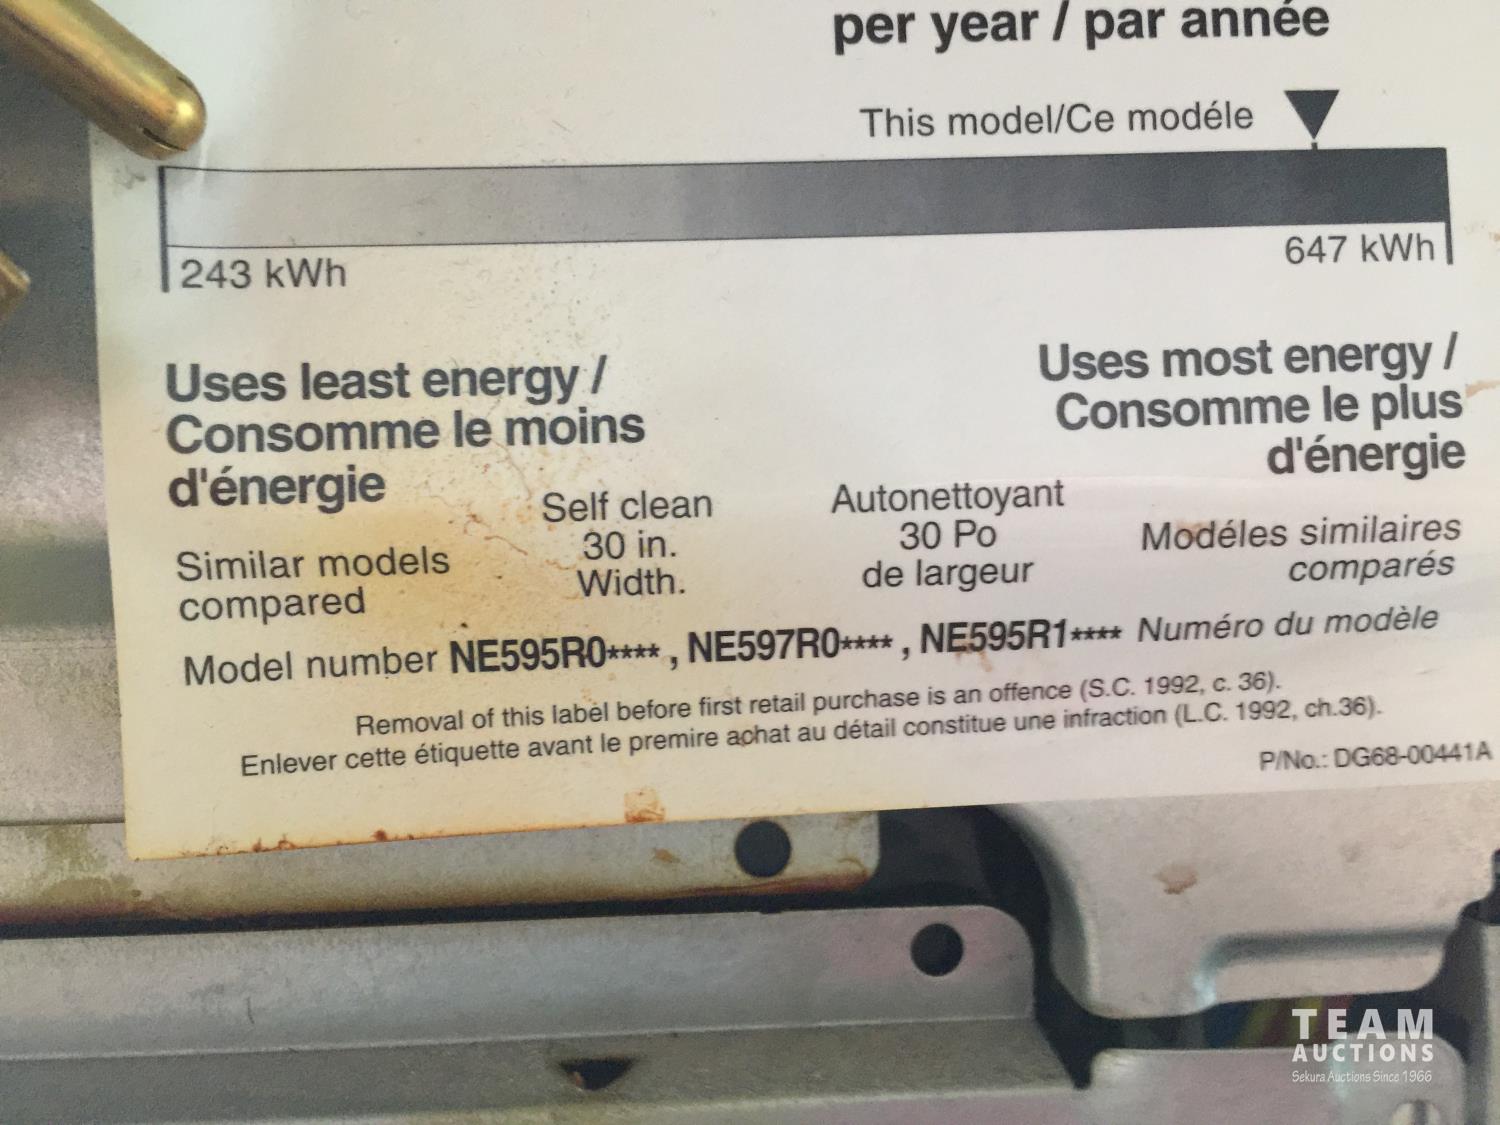 per year / par année
This model/Ce modéle
243 kWh
647 kWh
Uses least energy /
Consomme le moins
d'énergie
Uses most energy /
Consomme le plus
d'énergie
Similar models
compared
Self clean
30 in.
Width.
Autonettoyant
30 Po
de largeur
Modéles similaires
comparés
Model number NE595R0****, NE597R0****, NE595R1**** Numéro du modèle
Removal of this label before first retail purchase is an offence (S.C. 1992, c. 36).
Enlever cette étiquette avant le premire achat au détail constitue une infraction (L.C. 1992, ch.36).
P/No.: DG68-00441A
TEAM
AUCTIONS
Sekura Auctions Since 1966